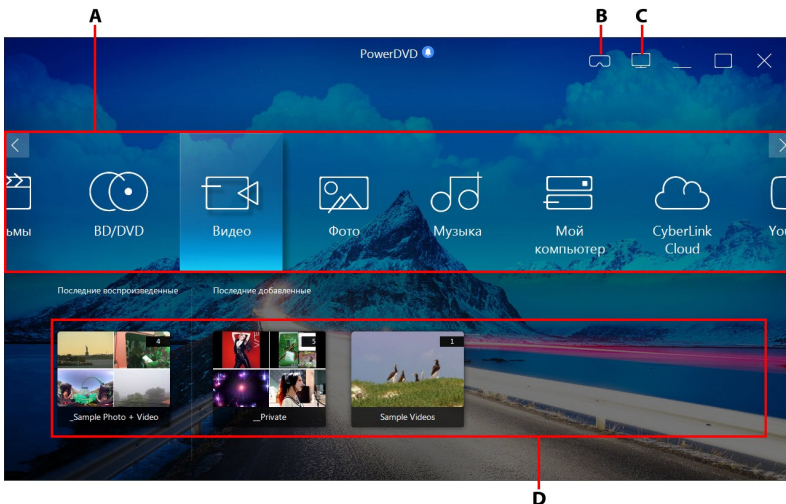 A
B
C
PowerDVD
ьмы
BD/DVD
Видео
Фото
Музыка
Мой
компьютер
CyberLink
Cloud
You
Последние воспроизведенные
Последние добавленные
4
5
1
_Sample Photo + Video
__Private
Sample Videos
D